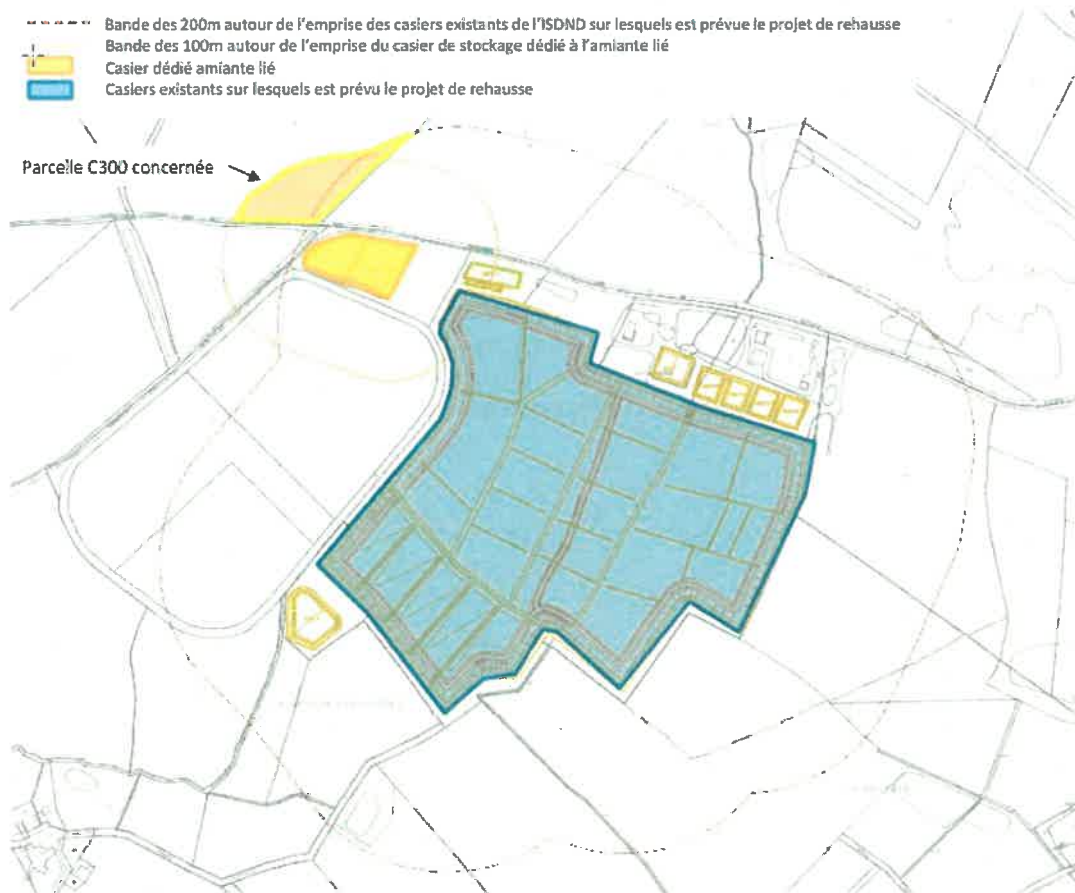 Bande des 200m autour de l'emprise des casiers existants de l'ISDND sur lesquels est prévue le projet de rehausse
Bande des 100m autour de l'emprise du casier de stockage dédié à l'amiante lié
Casier dédié amiante lié
Casiers existants sur lesquels est prévu le projet de rehausse
Parcelle C300 concernée